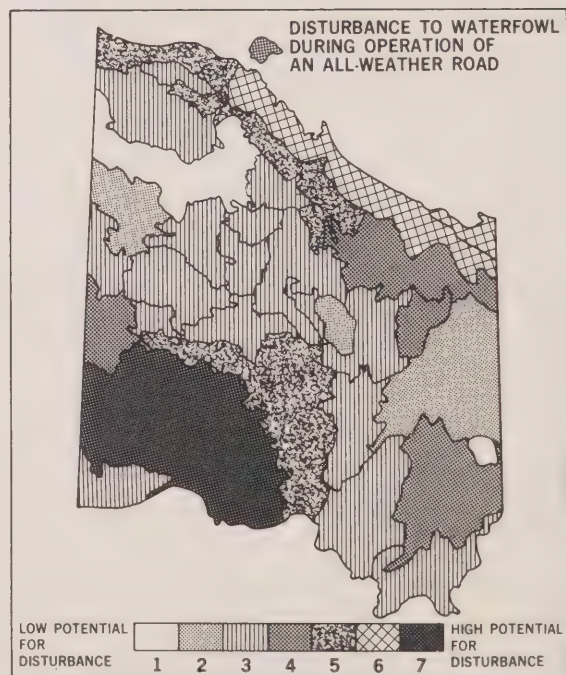 DISTURBANCE TO WATERFOWL
DURING OPERATION OF
AN ALL-WEATHER ROAD
LOW POTENTIAL
FOR
DISTURBANCE
1 2 3 4 5 6 7
HIGH POTENTIAL
FOR
DISTURBANCE